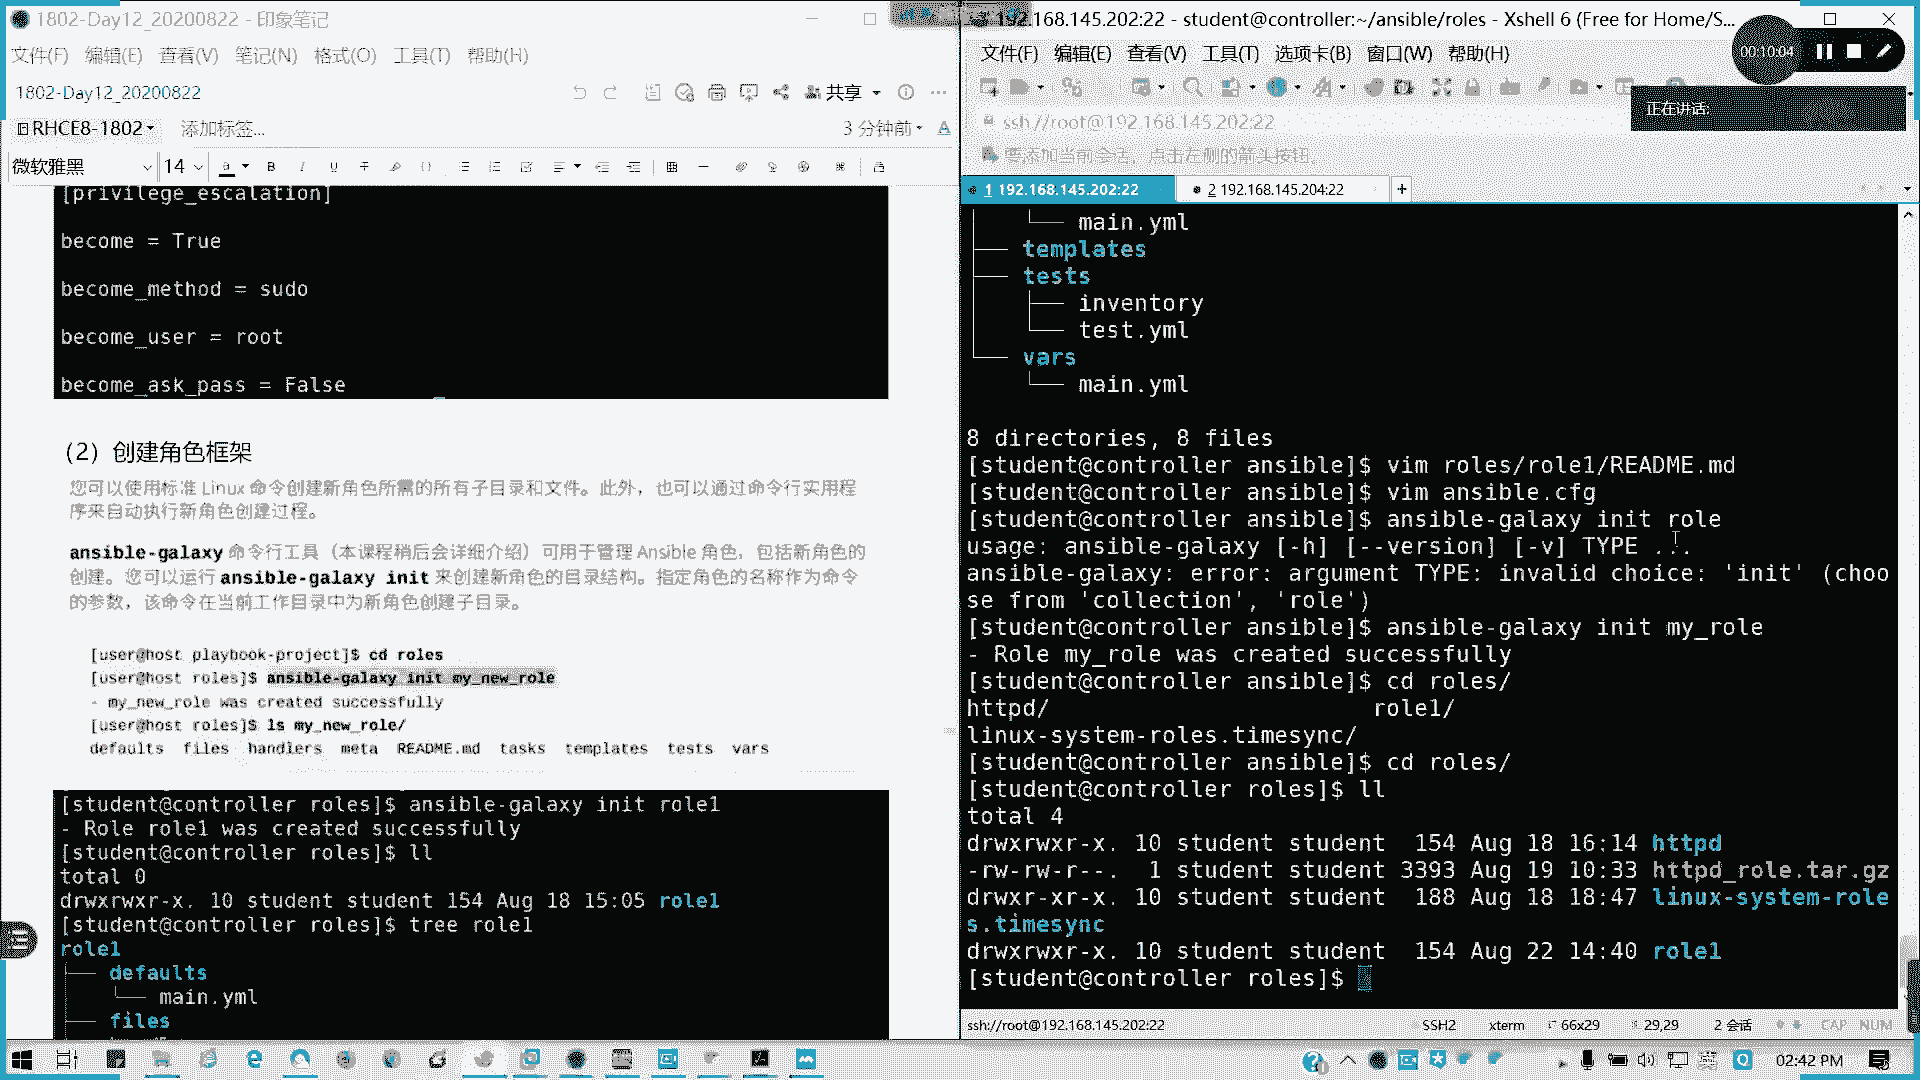 1802-Day12_20200822 - 印象笔记
文件(F) 编辑(E) 查看(V) 笔记(N) 格式(O) 工具(T) 帮助(H)
1802-Day12_20200822
共享
RHCE8-1802
添加标签...
3 分钟前
微软雅黑 14
[privilege_escalation]
become = True
become_method = sudo
become_user = root
become_ask_pass = False
（2）创建角色框架
您可以使用标准 Linux 命令创建新角色所需的所有子目录和文件。此外，也可以通过命令行实用程
序来自动执行新角色创建过程。
ansible-galaxy 命令行工具（本课程稍后会详细介绍）可用于管理 Ansible 角色，包括新角色的
创建。您可以运行 ansible-galaxy init 来创建新角色的目录结构。指定角色的名称作为命令
的参数，该命令在当前工作目录中为新角色创建子目录。
[user@host playbook-project]$ cd roles
[user@host roles]$ ansible-galaxy init my_new_role
- my_new_role was created successfully
[user@host roles]$ ls my_new_role/
defaults files handlers meta README.md tasks templates tests vars
[student@controller roles]$ ansible-galaxy init role1
- Role role1 was created successfully
[student@controller roles]$ ll
total 0
drwxrwxr-x. 10 student student 154 Aug 18 15:05 role1
[student@controller roles]$ tree role1
role1
├── defaults
│   └── main.yml
├── files
192.168.145.202:22 - student@controller:~/ansible/roles - Xshell 6 (Free for Home/S...
文件(F) 编辑(E) 查看(V) 工具(T) 选项卡(B) 窗口(W) 帮助(H)
00:10:04
正在讲话:
ssh://root@192.168.145.202:22
要添加当前会话，点击左侧的箭头按钮。
1 192.168.145.202:22
2 192.168.145.204:22
│   └── main.yml
├── templates
├── tests
│   ├── inventory
│   └── test.yml
└── vars
    └── main.yml
8 directories, 8 files
[student@controller ansible]$ vim roles/role1/README.md
[student@controller ansible]$ vim ansible.cfg
[student@controller ansible]$ ansible-galaxy init role
usage: ansible-galaxy [-h] [--version] [-v] TYPE ...
ansible-galaxy: error: argument TYPE: invalid choice: 'init' (choo
se from 'collection', 'role')
[student@controller ansible]$ ansible-galaxy init my_role
- Role my_role was created successfully
[student@controller ansible]$ cd roles/
httpd/ role1/
linux-system-roles.timesync/
[student@controller ansible]$ cd roles/
[student@controller roles]$ ll
total 4
drwxrwxr-x. 10 student student 154 Aug 18 16:14 httpd
-rw-rw-r--. 1 student student 3393 Aug 19 10:33 httpd_role.tar.gz
drwxr-xr-x. 10 student student 188 Aug 18 18:47 linux-system-role
s.timesync
drwxrwxr-x. 10 student student 154 Aug 22 14:40 role1
[student@controller roles]$
ssh://root@192.168.145.202:22 SSH2 xterm 66x29 29,29 2 会话 CAP NUM
英
02:42 PM